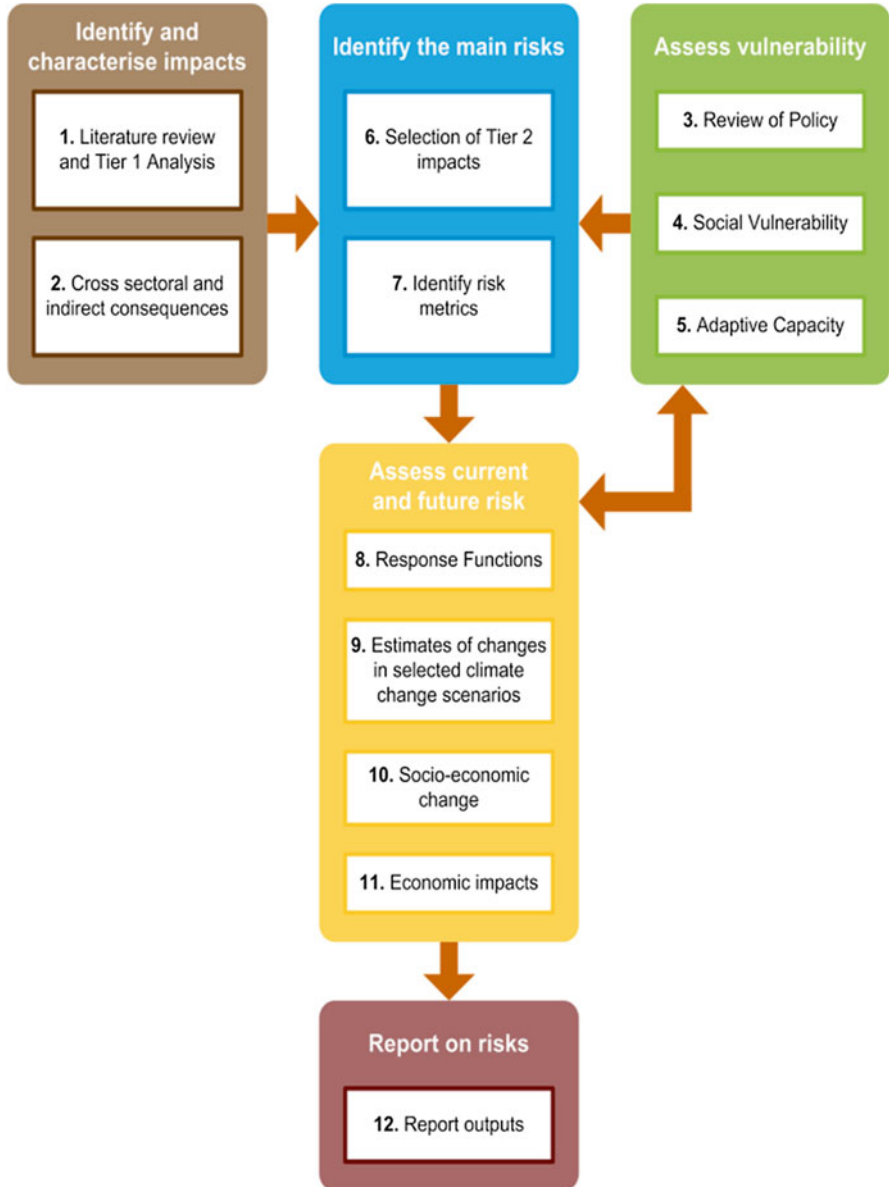 Identify and
characterise impacts
1. Literature review
and Tier 1 Analysis
2. Cross sectoral and
indirect consequences
Identify the main risks
6. Selection of Tier 2
impacts
7. Identify risk
metrics
Assess vulnerability
3. Review of Policy
4. Social Vulnerability
5. Adaptive Capacity
Assess current
and future risk
8. Response Functions
9. Estimates of changes
in selected climate
change scenarios
10. Socio-economic
change
11. Economic impacts
Report on risks
12. Report outputs